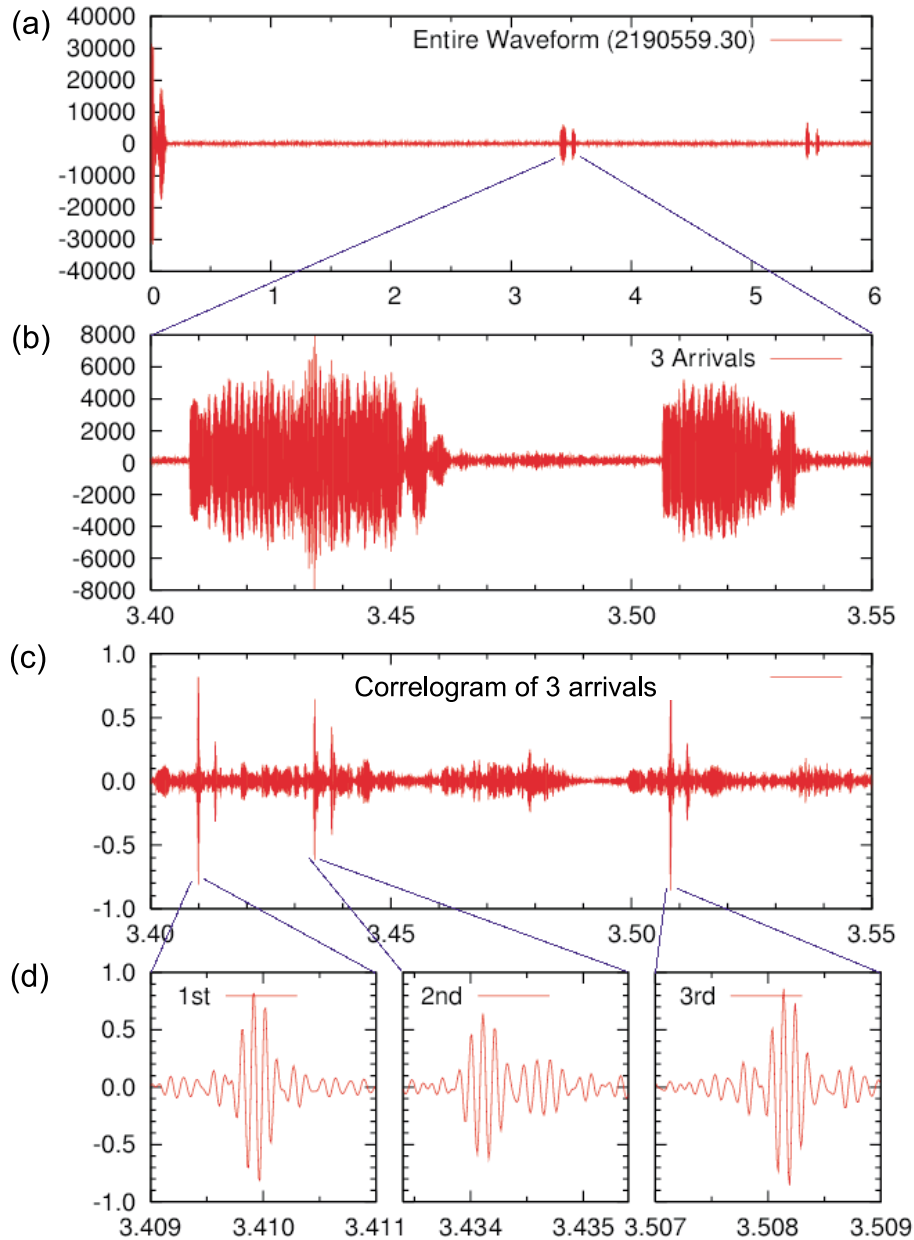 (a)
40000
30000
20000
10000
0
-10000
-20000
-30000
-40000
Entire Waveform (2190559.30)
0 1 2 3 4 5 6
(b)
8000
6000
4000
2000
0
-2000
-4000
-6000
-8000
3 Arrivals
3.40 3.45 3.50 3.55
(c)
1.0
0.5
0.0
-0.5
-1.0
Correlogram of 3 arrivals
3.40 3.45 3.50 3.55
(d)
1.0
0.5
0.0
-0.5
-1.0
1st
2nd
3rd
3.409 3.410 3.411 3.434 3.435 3.507 3.508 3.509